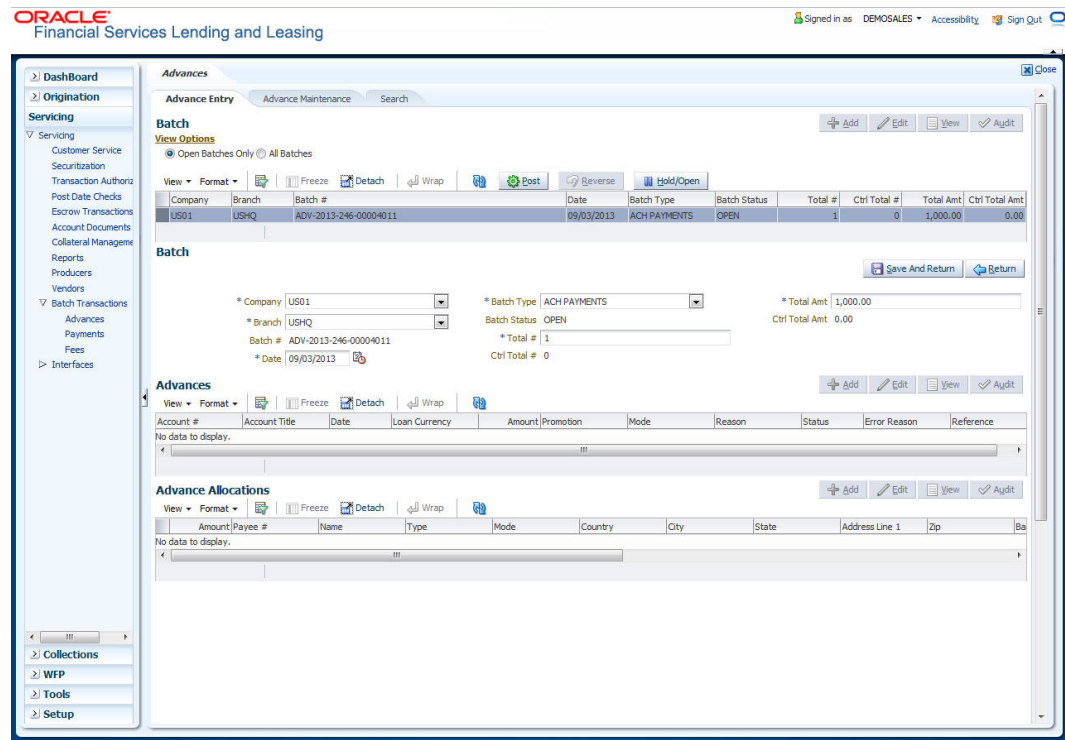 ORACLE
Financial Services Lending and Leasing
Signed in as DEMOSALES Accessibility Sign Out
DashBoard
Origination
Servicing
Servicing
Customer Service
Securitization
Transaction Authoriz
Post Date Checks
Escrow Transactions
Account Documents
Collateral Manageme
Reports
Producers
Vendors
Batch Transactions
Advances
Payments
Fees
Interfaces
Collections
WFP
Tools
Setup
Advances
Close
Advance Entry Advance Maintenance Search
Batch
Add Edit View Audit
View Options
Open Batches Only All Batches
View Format Freeze Detach Wrap Post Reverse Hold/Open
Company Branch Batch # Date Batch Type Batch Status Total # Ctrl Total # Total Amt Ctrl Total Amt
US01 USHQ ADV-2013-246-00004011 09/03/2013 ACH PAYMENTS OPEN 1 0 1,000.00 0.00
Batch
Save And Return Return
* Company US01 * Batch Type ACH PAYMENTS * Total Amt 1,000.00
* Branch USHQ Batch Status OPEN Ctrl Total Amt 0.00
Batch # ADV-2013-246-00004011 * Total # 1
* Date 09/03/2013 Ctrl Total # 0
Advances
Add Edit View Audit
View Format Freeze Detach Wrap
Account # Account Title Date Loan Currency Amount Promotion Mode Reason Status Error Reason Reference
No data to display.
Advance Allocations
Add Edit View Audit
View Format Freeze Detach Wrap
Amount Payee # Name Type Mode Country City State Address Line 1 Zip Ba
No data to display.